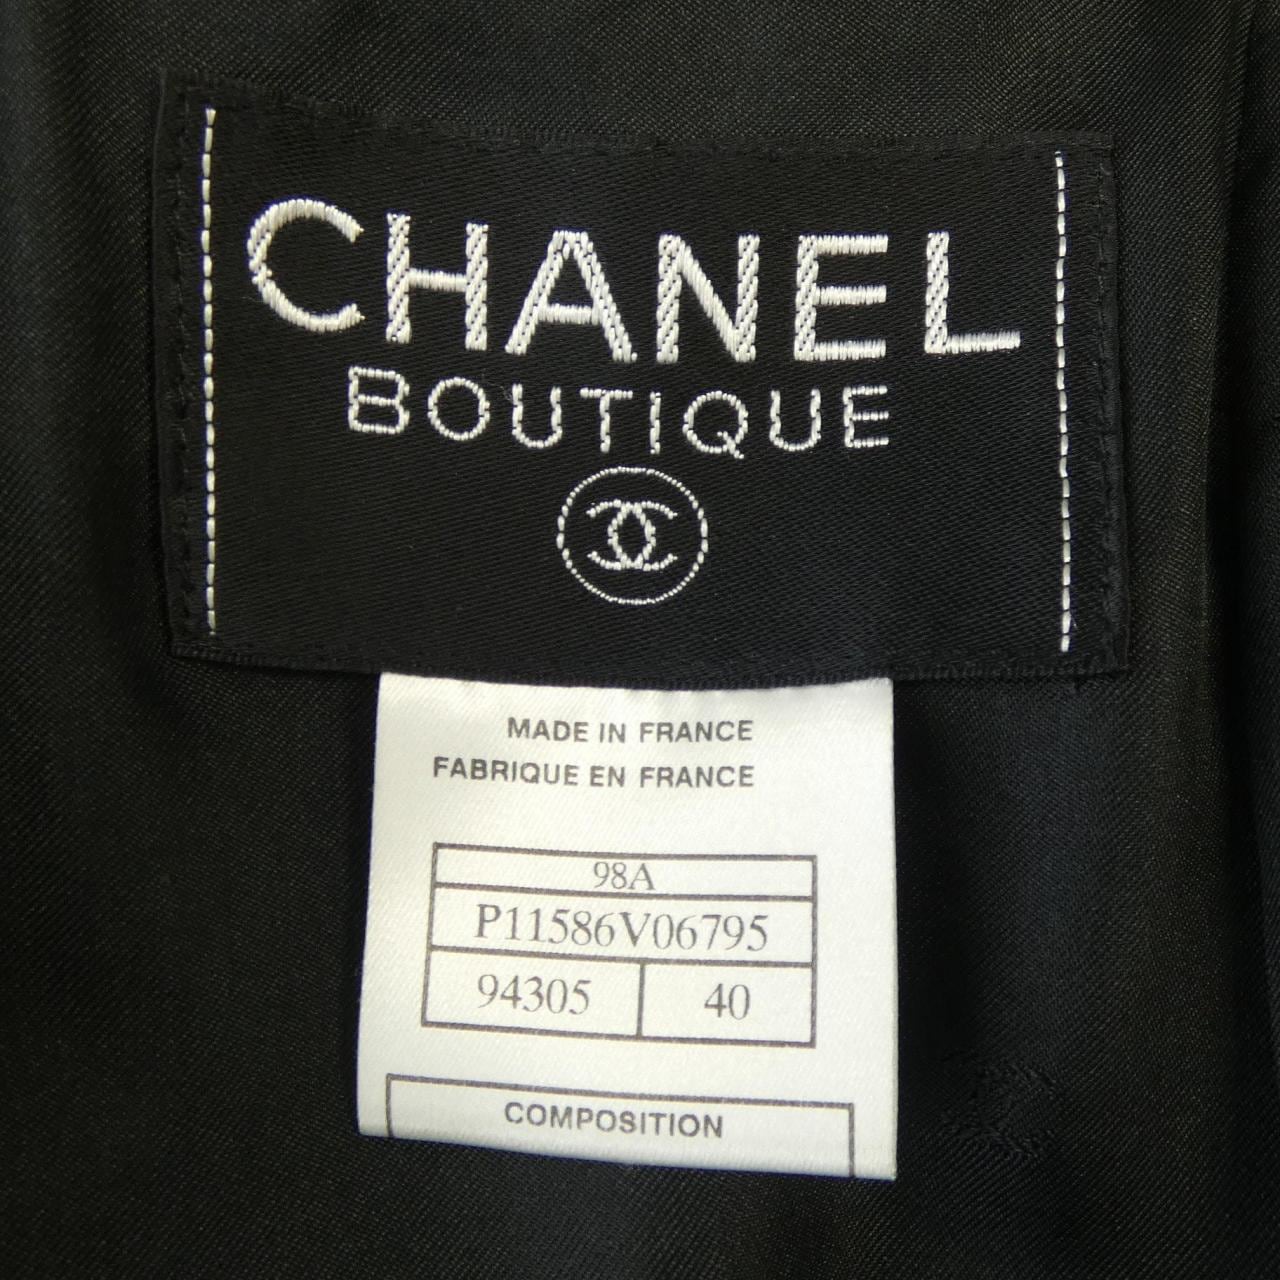 CHANEL
BOUTIQUE
MADE IN FRANCE
FABRIQUE EN FRANCE
98A
P11586V06795
94305 40
COMPOSITION